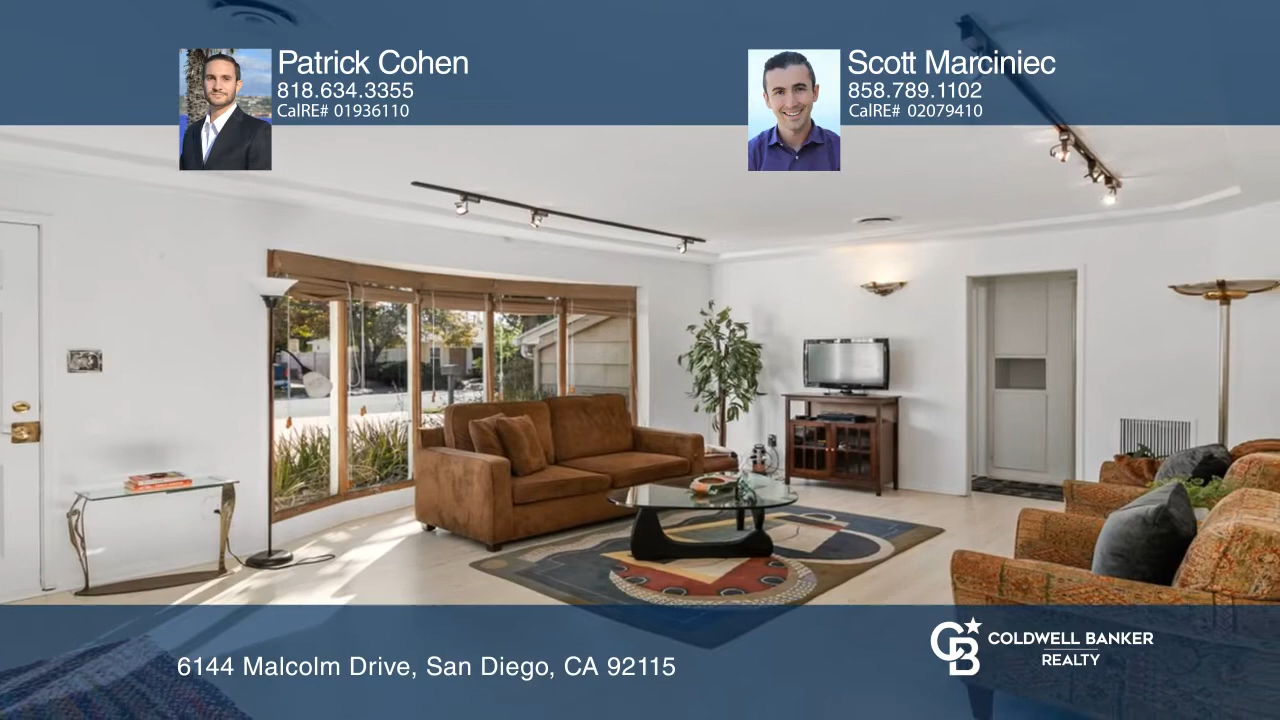 Patrick Cohen
818.634.3355
CalRE# 01936110
Scott Marciniec
858.789.1102
CalRE# 02079410
6144 Malcolm Drive, San Diego, CA 92115
CB
COLDWELL BANKER
REALTY